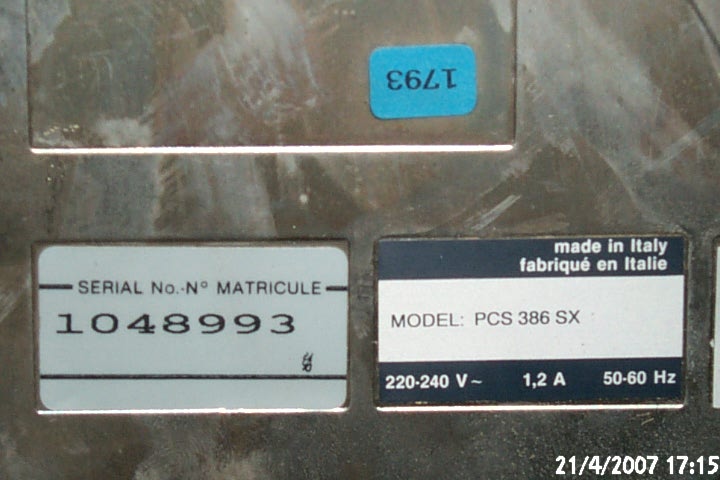 1793
SERIAL No.-Nº MATRICULE
1048993
made in Italy
fabriqué en Italie
MODEL: PCS 386 SX
220-240 V~ 1,2 A 50-60 Hz
21/4/2007 17:15